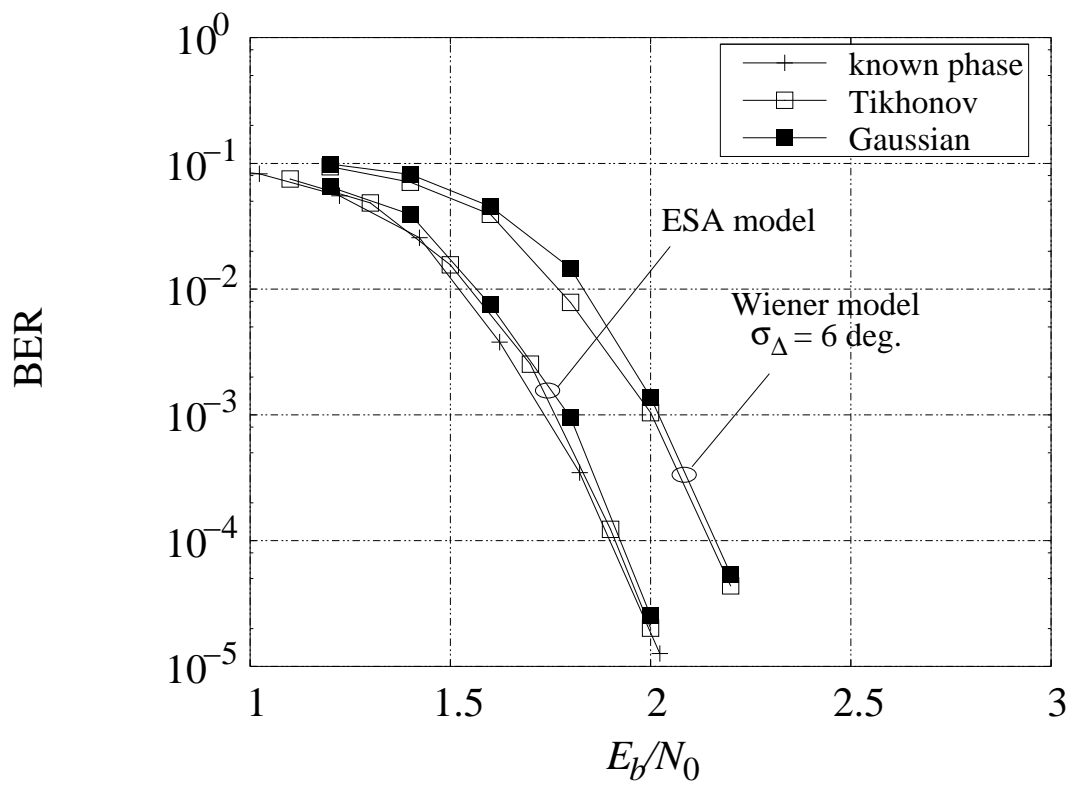 10^0
10^-1
10^-2
10^-3
10^-4
10^-5
BER
known phase
Tikhonov
Gaussian
ESA model
Wiener model
σ_Δ = 6 deg.
1 1.5 2 2.5 3
E_b/N_0